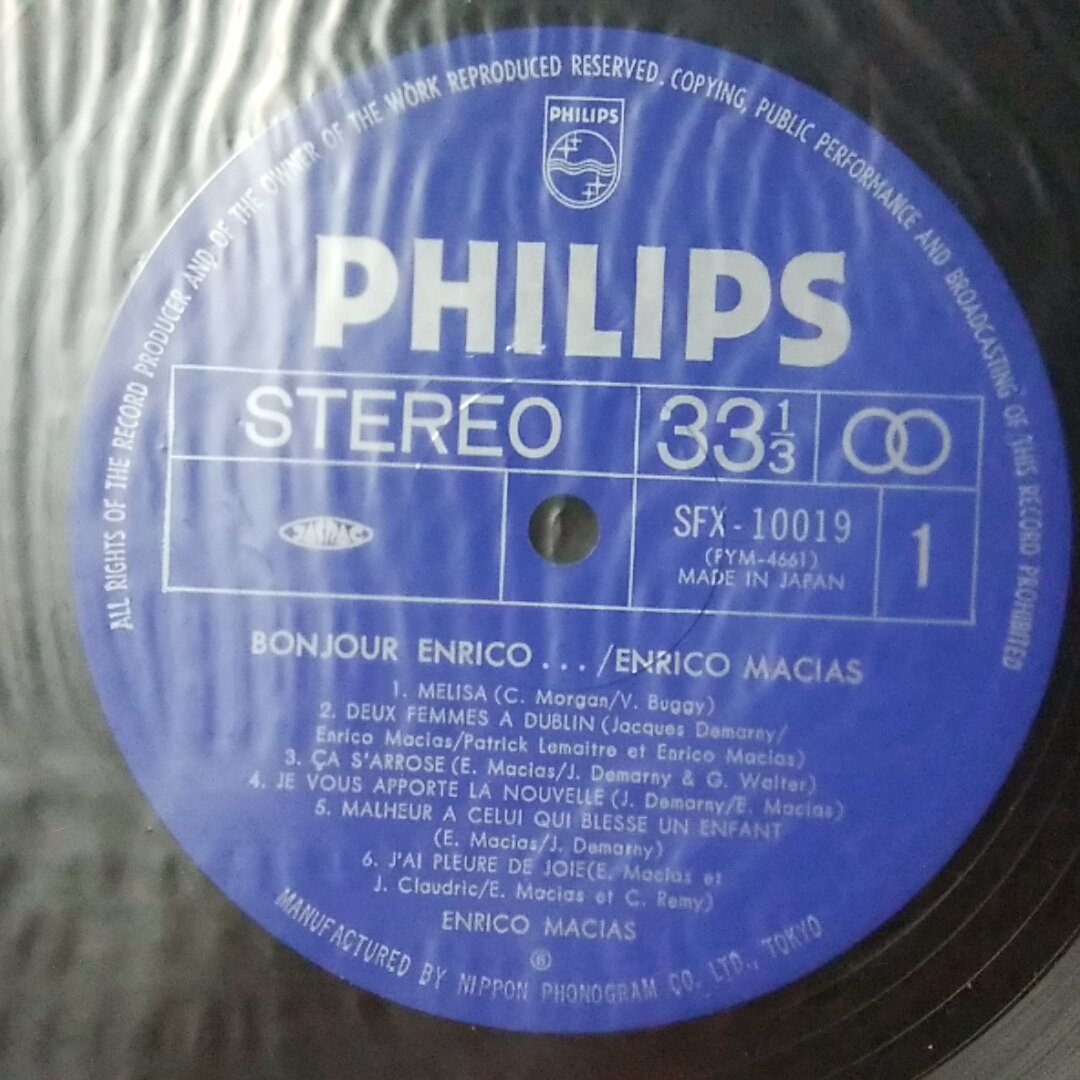 ALL RIGHTS OF THE RECORD PRODUCER AND OF THE OWNER OF THE WORK REPRODUCED RESERVED. COPYING, PUBLIC PERFORMANCE AND BROADCASTING OF THIS RECORD PROHIBITED
PHILIPS
PHILIPS
STEREO
33 1/3
JASRAC
SFX-10019
(FYM-4661)
MADE IN JAPAN
1
BONJOUR ENRICO . . . /ENRICO MACIAS
1. MELISA (C. Morgan/V. Buggy)
2. DEUX FEMMES A DUBLIN (Jacques Demarny/
Enrico Macias/Patrick Lemaitre et Enrico Macias)
3. ÇA S'ARROSE (E. Macias/J. Demarny & G. Walter)
4. JE VOUS APPORTE LA NOUVELLE (J. Demarny/E. Macias)
5. MALHEUR A CELUI QUI BLESSE UN ENFANT
(E. Macias/J. Demarny)
6. J'AI PLEURE DE JOIE(E. Macias et
J. Claudric/E. Macias et C. Remy)
ENRICO MACIAS
MANUFACTURED BY NIPPON PHONOGRAM CO. LTD., TOKYO